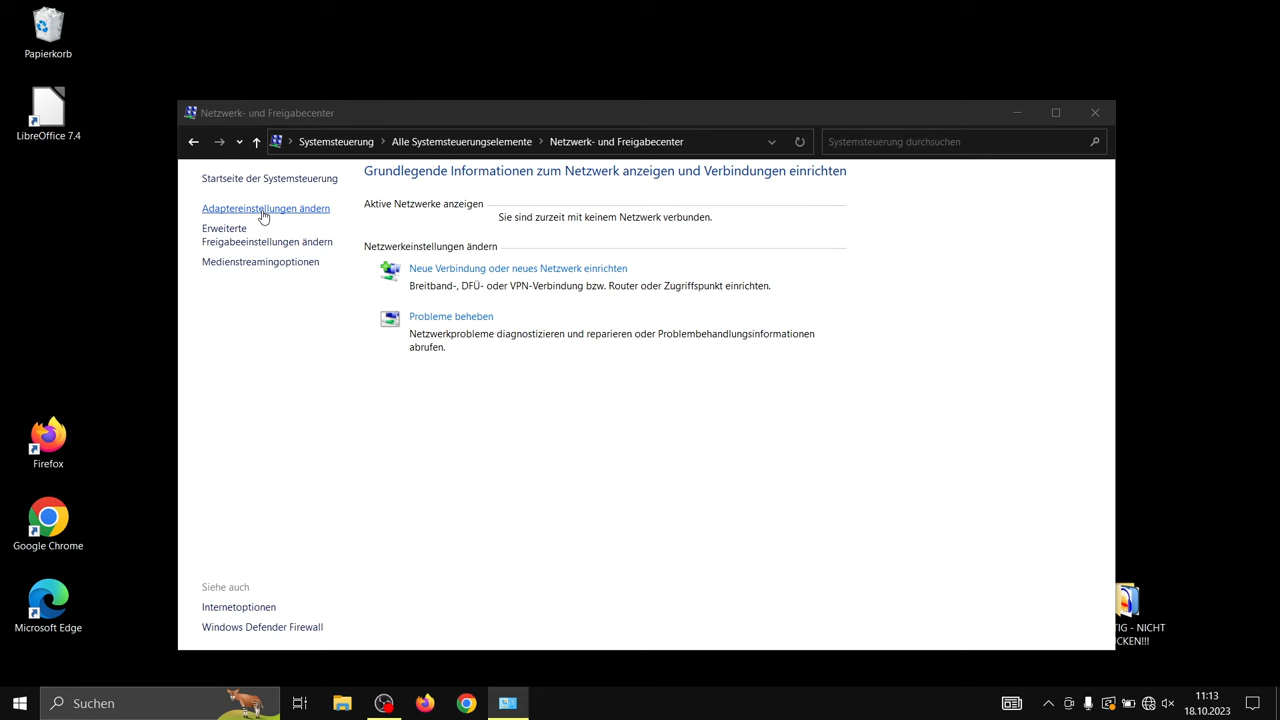 Papierkorb
LibreOffice 7.4
Netzwerk- und Freigabecenter
Systemsteuerung
Alle Systemsteuerungselemente
Netzwerk- und Freigabecenter
Systemsteuerung durchsuchen
Startseite der Systemsteuerung
Adaptereinstellungen ändern
Erweiterte
Freigabeeinstellungen ändern
Medienstreamingoptionen
Grundlegende Informationen zum Netzwerk anzeigen und Verbindungen einrichten
Aktive Netzwerke anzeigen
Sie sind zurzeit mit keinem Netzwerk verbunden.
Netzwerkeinstellungen ändern
Neue Verbindung oder neues Netzwerk einrichten
Breitband-, DFÜ- oder VPN-Verbindung bzw. Router oder Zugriffspunkt einrichten.
Probleme beheben
Netzwerkprobleme diagnostizieren und reparieren oder Problembehandlungsinformationen
abrufen.
Siehe auch
Internetoptionen
Windows Defender Firewall
Firefox
Google Chrome
Microsoft Edge
TIG - NICHT
CKEN!!!
Suchen
11:13
18.10.2023